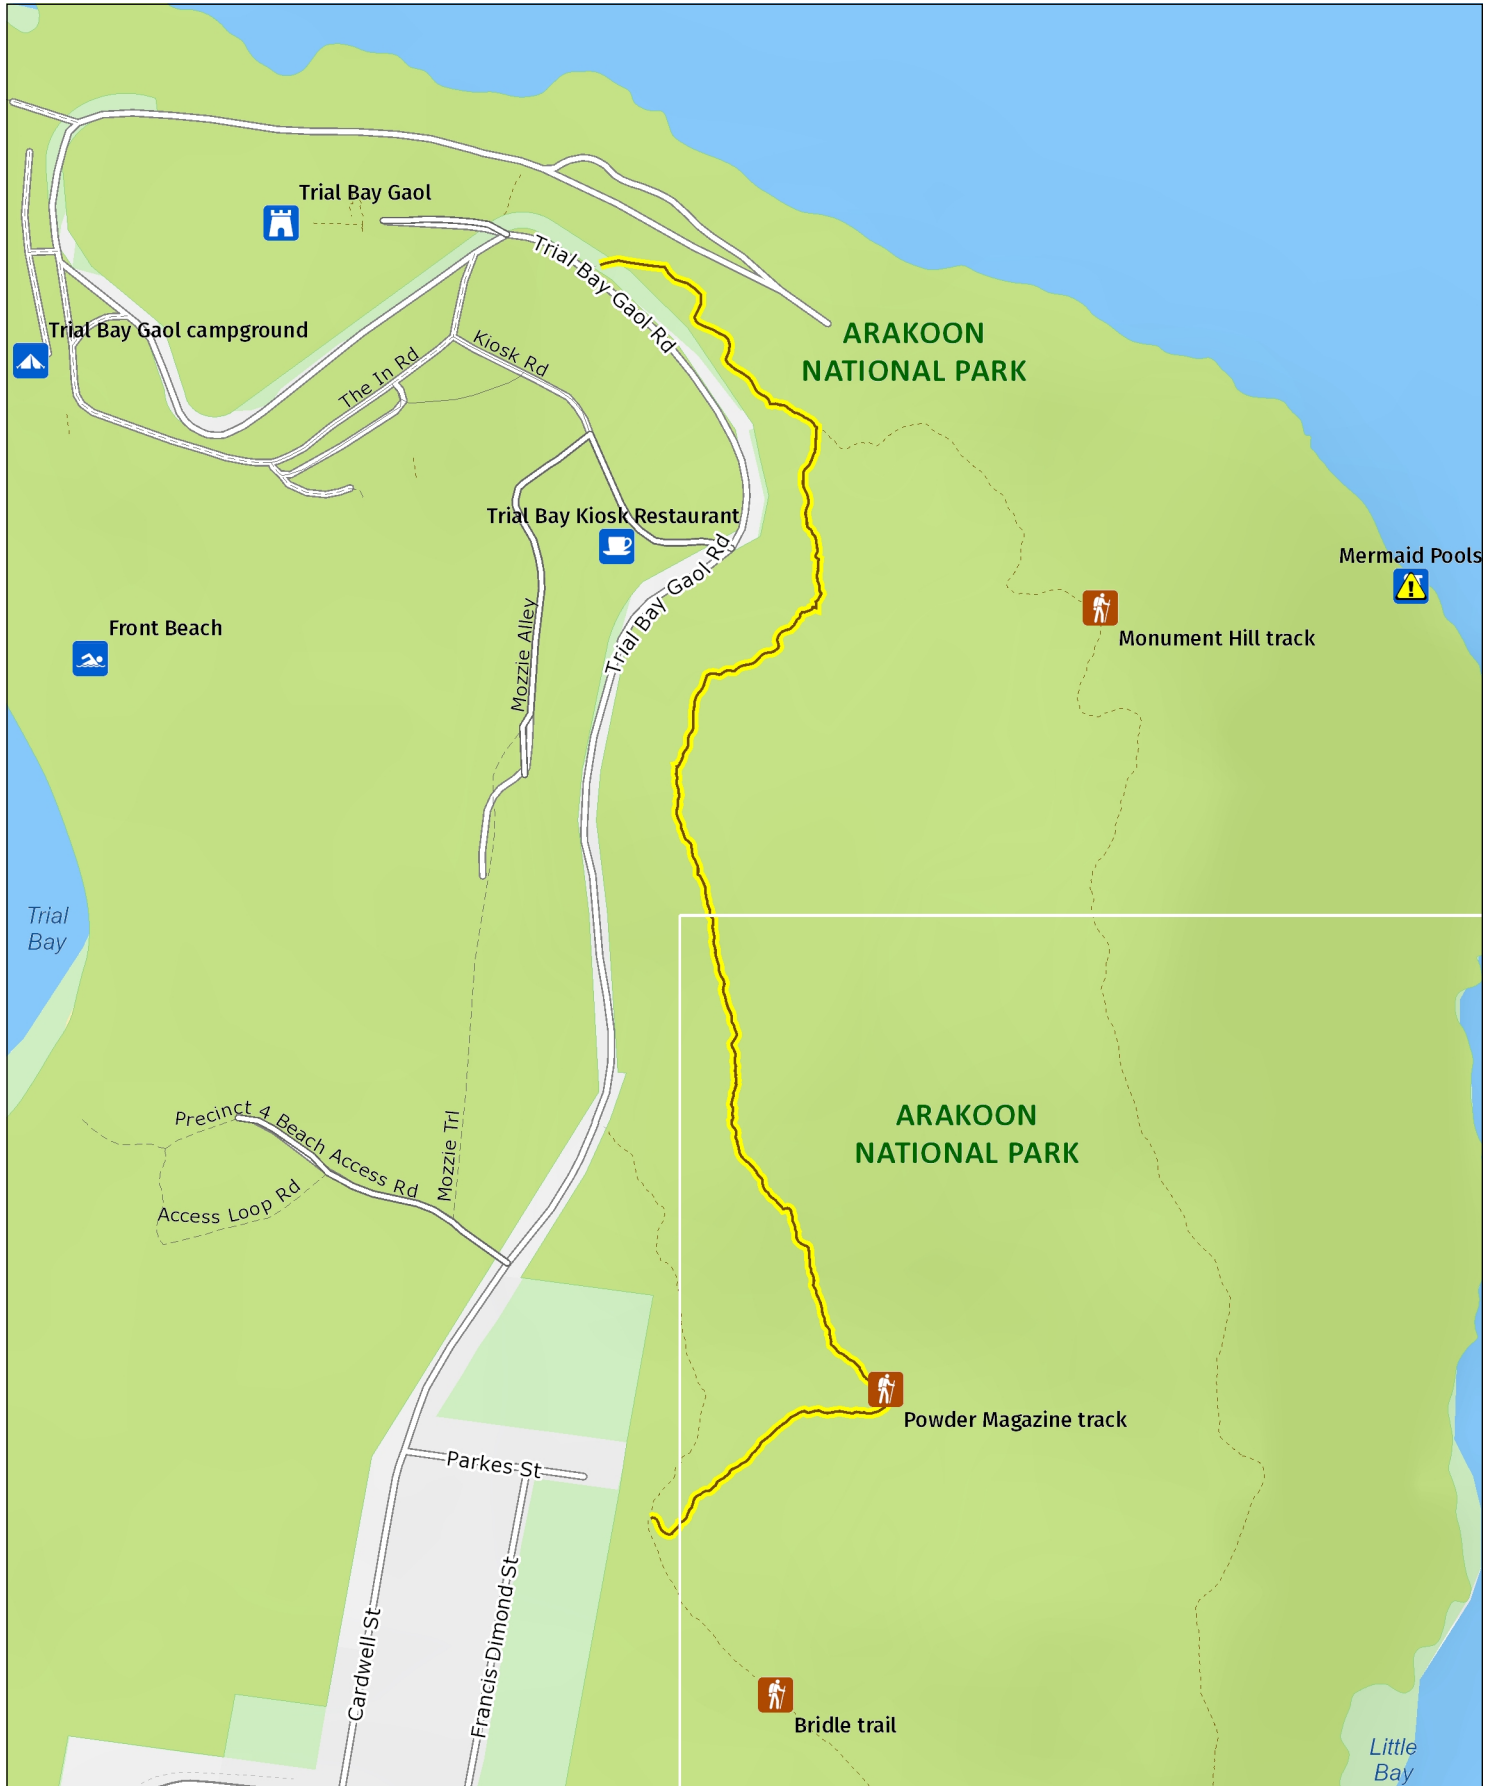 Trial Bay Gaol
Trial Bay Gaol Rd
ARAKOON
NATIONAL PARK
Trial Bay Gaol campground
Kiosk Rd
The In Rd
Trial Bay Kiosk Restaurant
Trial Bay Gaol Rd
Mermaid Pools
Mozzie Alley
Front Beach
Monument Hill track
Trial
Bay
Precinct 4 Beach Access Rd
Mozzie Trl
Access Loop Rd
ARAKOON
NATIONAL PARK
Powder Magazine track
Parkes St
Cardwell St
Francis Dimond St
Bridle trail
Little
Bay